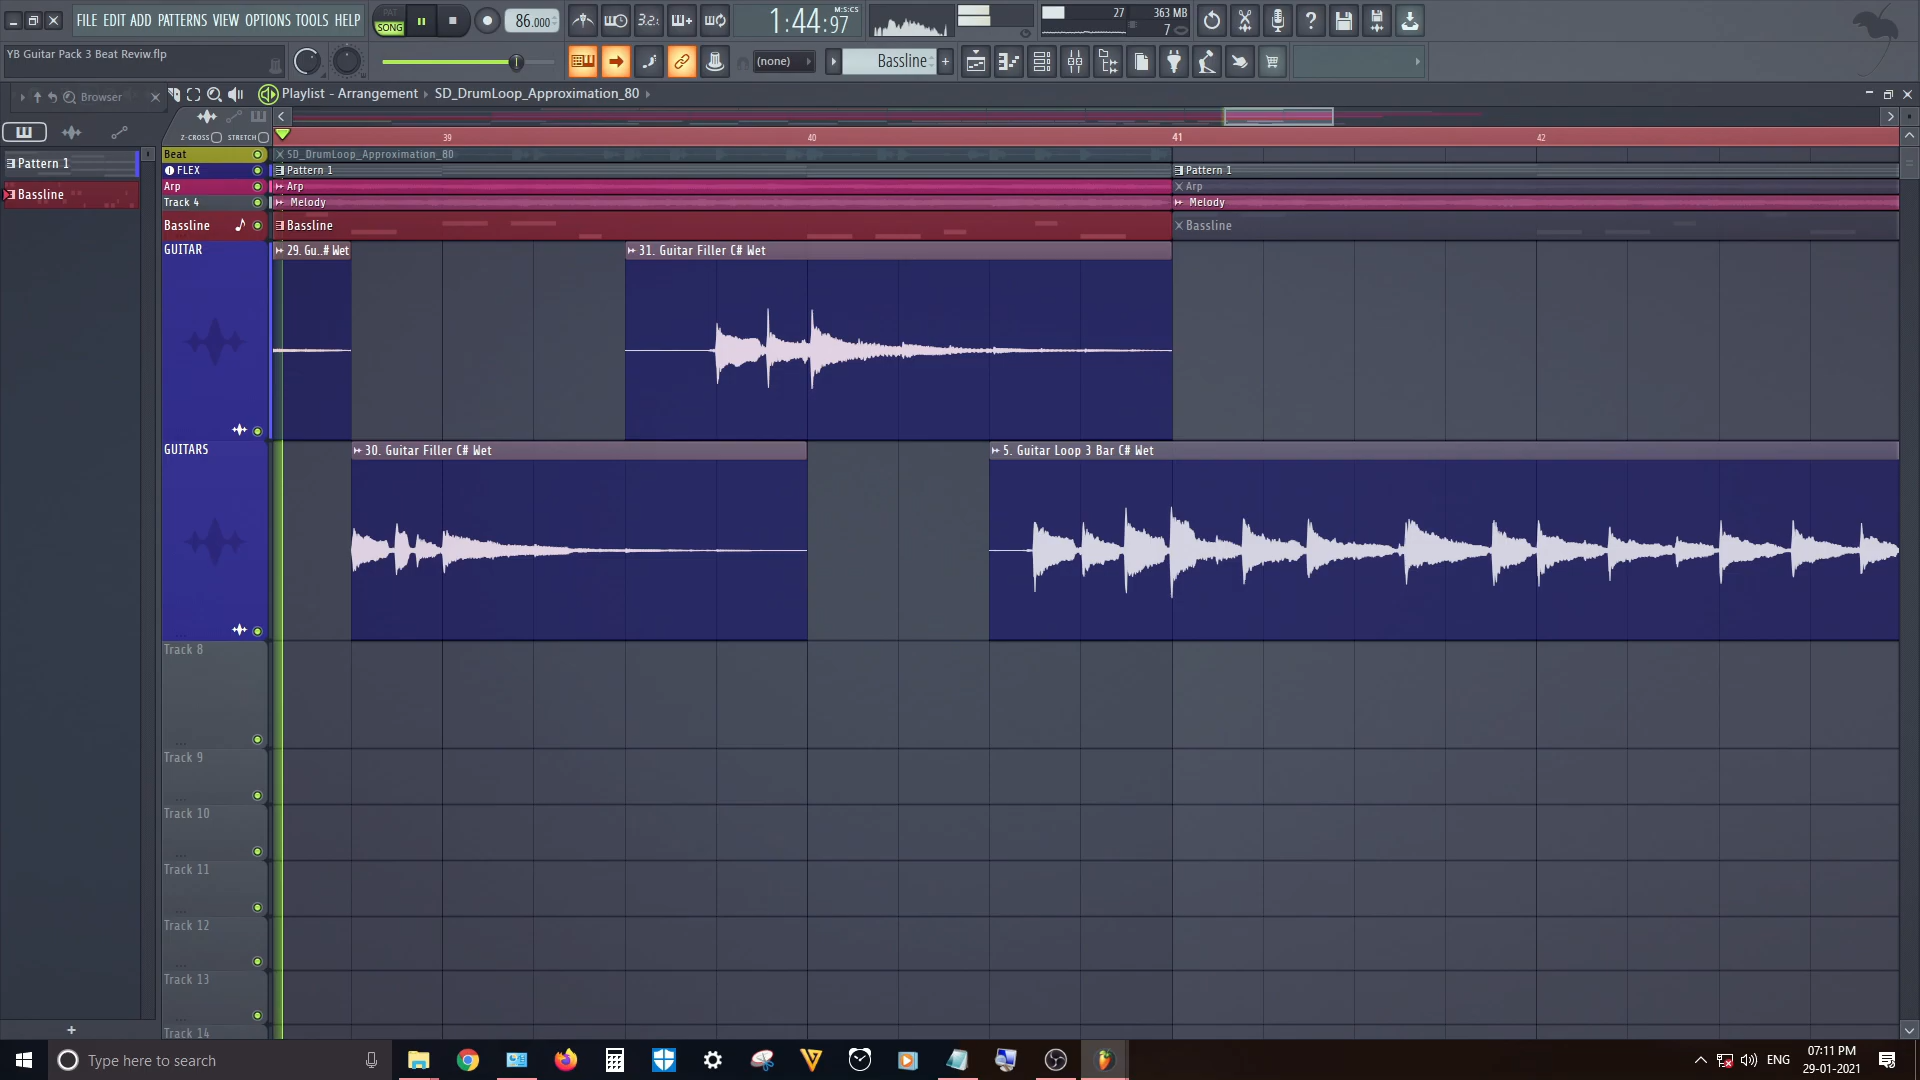 FILE EDIT ADD PATTERNS VIEW OPTIONS TOOLS HELP
PAT
SONG
86.000
3.2.
1:44:97
M:S:CS
27
363 MB
7
YB Guitar Pack 3 Beat Reviw.flp
(none)
Bassline
Browser
Playlist - Arrangement
SD_DrumLoop_Approximation_80
Z-CROSS
STRETCH
39
40
41
42
Pattern 1
Bassline
Beat
SD_DrumLoop_Approximation_80
FLEX
Pattern 1
Pattern 1
Arp
Arp
Arp
Track 4
Melody
Melody
Bassline
Bassline
Bassline
GUITAR
29. Gu..# Wet
31. Guitar Filler C# Wet
GUITARS
30. Guitar Filler C# Wet
5. Guitar Loop 3 Bar C# Wet
Track 8
Track 9
Track 10
Track 11
Track 12
Track 13
Track 14
Type here to search
ENG
07:11 PM
29-01-2021